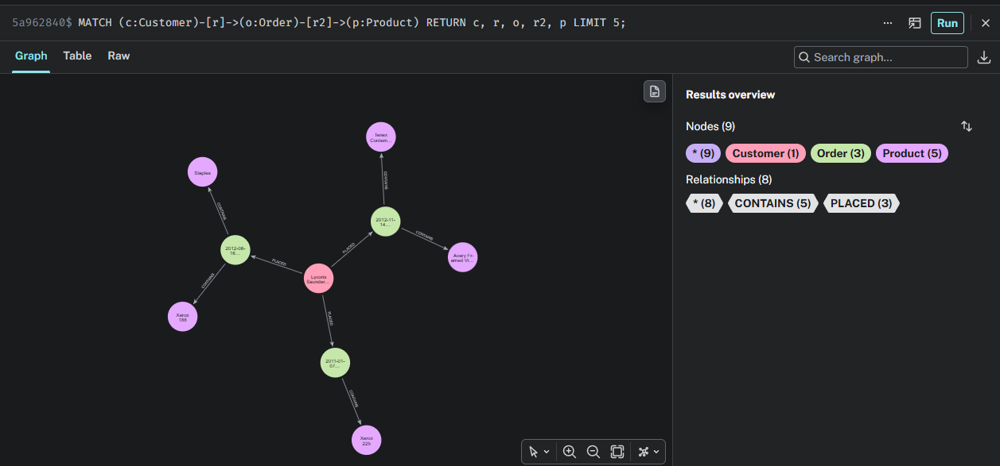 5a962840$ MATCH (c:Customer)-[r]->(o:Order)-[r2]->(p:Product) RETURN c, r, o, r2, p LIMIT 5;
Run
Graph Table Raw
Search graph...
Results overview
Nodes (9)
* (9) Customer (1) Order (3) Product (5)
Relationships (8)
* (8) CONTAINS (5) PLACED (3)
Tenex
Contem...
Staples
CONTAINS
CONTAINS
2012-11-
14...
CONTAINS
2012-06-
16...
PLACED
PLACED
Avery Fr-
amed Vi...
Lycoris
Saunder...
CONTAINS
Xerox
188
PLACED
2011-01-
07...
CONTAINS
Xerox
225